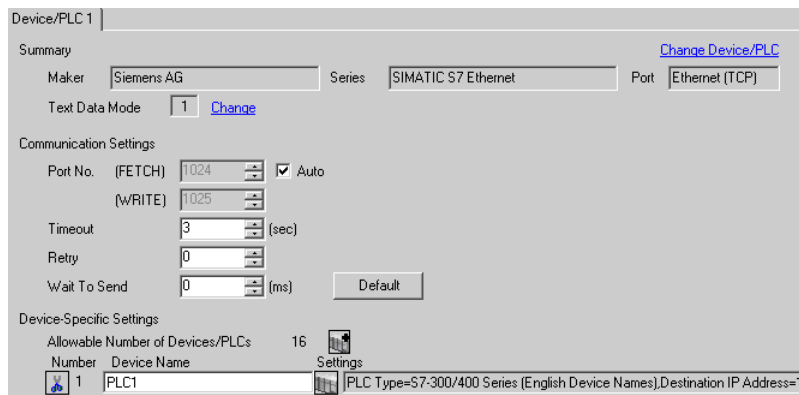 Device/PLC 1
Summary Change Device/PLC
Maker Siemens AG Series SIMATIC S7 Ethernet Port Ethernet (TCP)
Text Data Mode 1 Change
Communication Settings
Port No. (FETCH) 1024 Auto
(WRITE) 1025
Timeout 3 (sec)
Retry 0
Wait To Send 0 (ms) Default
Device-Specific Settings
Allowable Number of Devices/PLCs 16
Number Device Name Settings
1 PLC1 PLC Type=S7-300/400 Series (English Device Names),Destination IP Address=